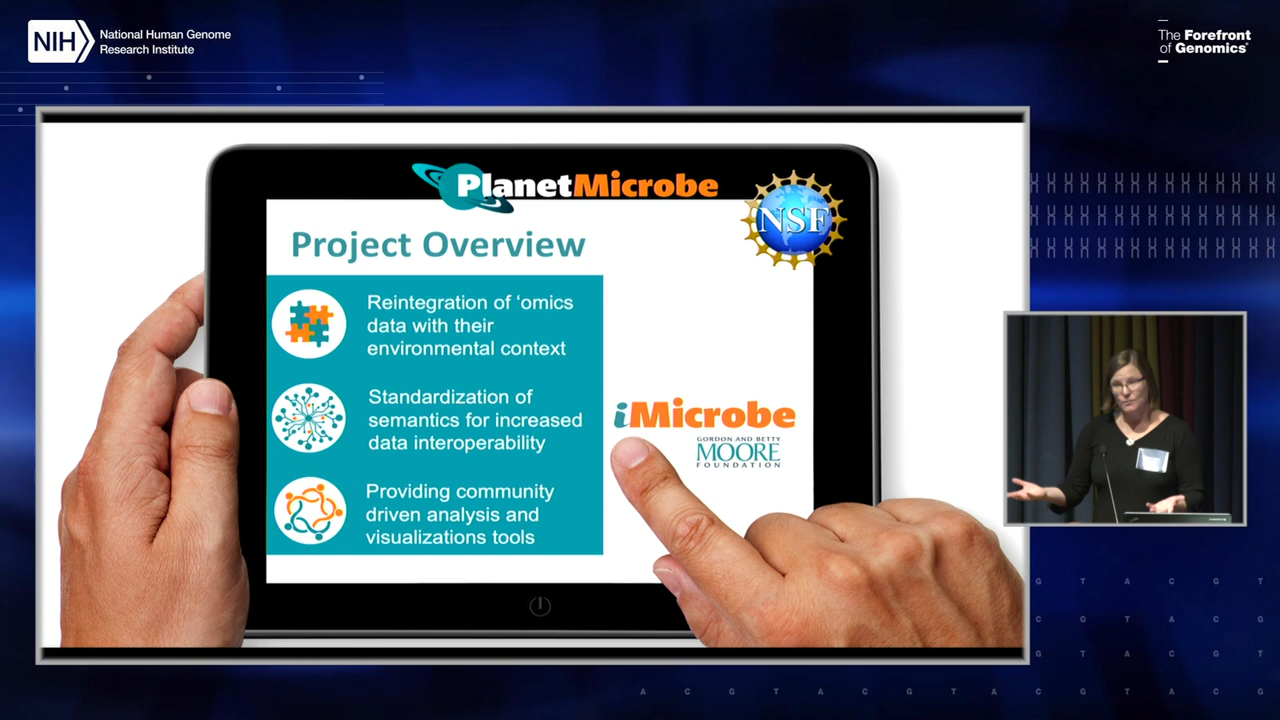 NIH
National Human Genome
Research Institute
The Forefront
of Genomics®
PlanetMicrobe
NSF
Project Overview
Reintegration of ‘omics
data with their
environmental context
Standardization of
semantics for increased
data interoperability
Providing community
driven analysis and
visualizations tools
iMicrobe
GORDON AND BETTY
MOORE
FOUNDATION
G T A C G T
C G T A C G
G T A C G T
A C G T A C G T A C G T A C G